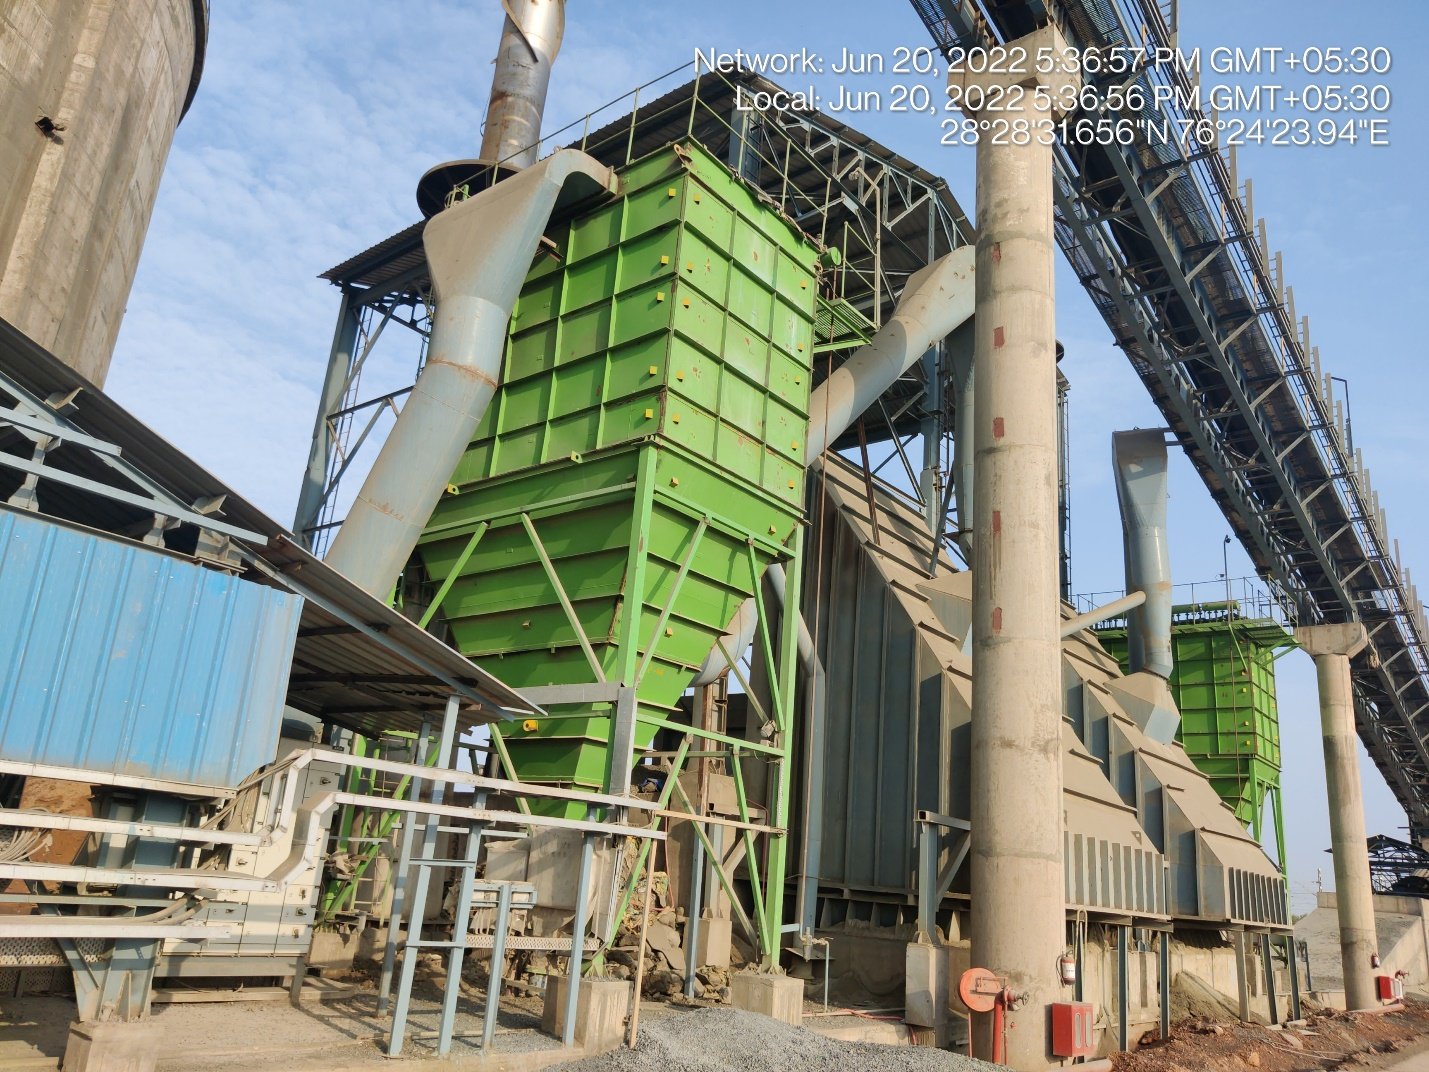 Network: Jun 20, 2022 5:36:57 PM GMT+05:30
Local: Jun 20, 2022 5:36:56 PM GMT+05:30
28°28'31.656"N 76°24'23.94"E